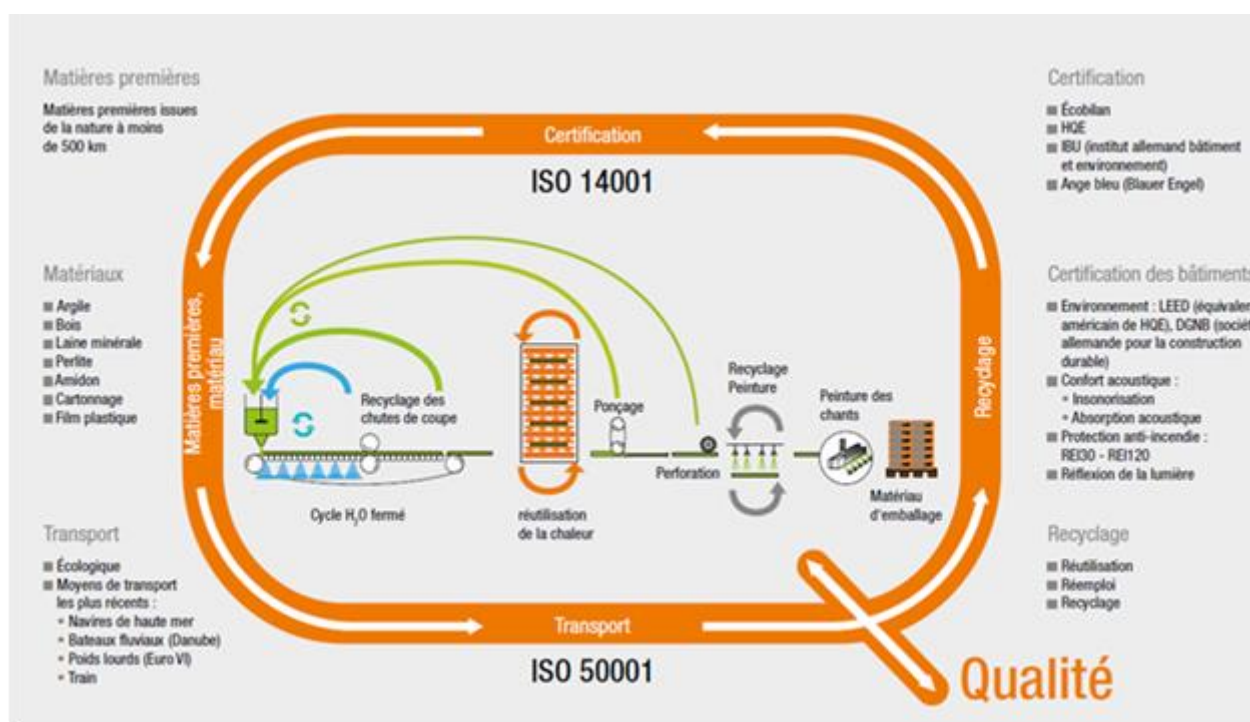 Matières premières
Matières premières issues
de la nature à moins
de 500 km
Matériaux
Argile
Bois
Laine minérale
Perlite
Amidon
Cartonnage
Film plastique
Transport
Écologique
Moyens de transport
les plus récents :
Navires de haute mer
Bateaux fluviaux (Danube)
Poids lourds (Euro VI)
Train
Certification
ISO 14001
Matières premières,
matériau
Recyclage des
chutes de coupe
Cycle H₂O fermé
réutilisation
de la chaleur
Ponçage
Perforation
Recyclage
Peinture
Peinture des
chants
Matériau
d'emballage
Recyclage
Transport
ISO 50001
Qualité
Certification
Écobilan
HQE
IBU (institut allemand bâtiment
et environnement)
Ange bleu (Blauer Engel)
Certification des bâtiments
Environnement : LEED (équivalen
américain de HQE), DGNB (sociét
allemande pour la construction
durable)
Confort acoustique :
Insonorisation
Absorption acoustique
Protection anti-incendie :
REI30 - REI120
Réflexion de la lumière
Recyclage
Réutilisation
Réemploi
Recyclage